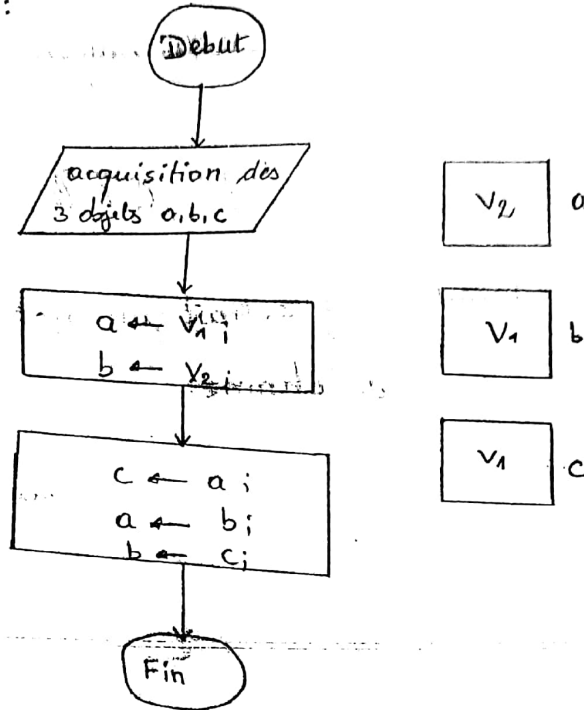 :
Debut
acquisition des
3 objets a,b,c
a ← V1 ;
b ← V2 ;
c ← a ;
a ← b ;
b ← c ;
Fin
V2 a
V1 b
V1 c